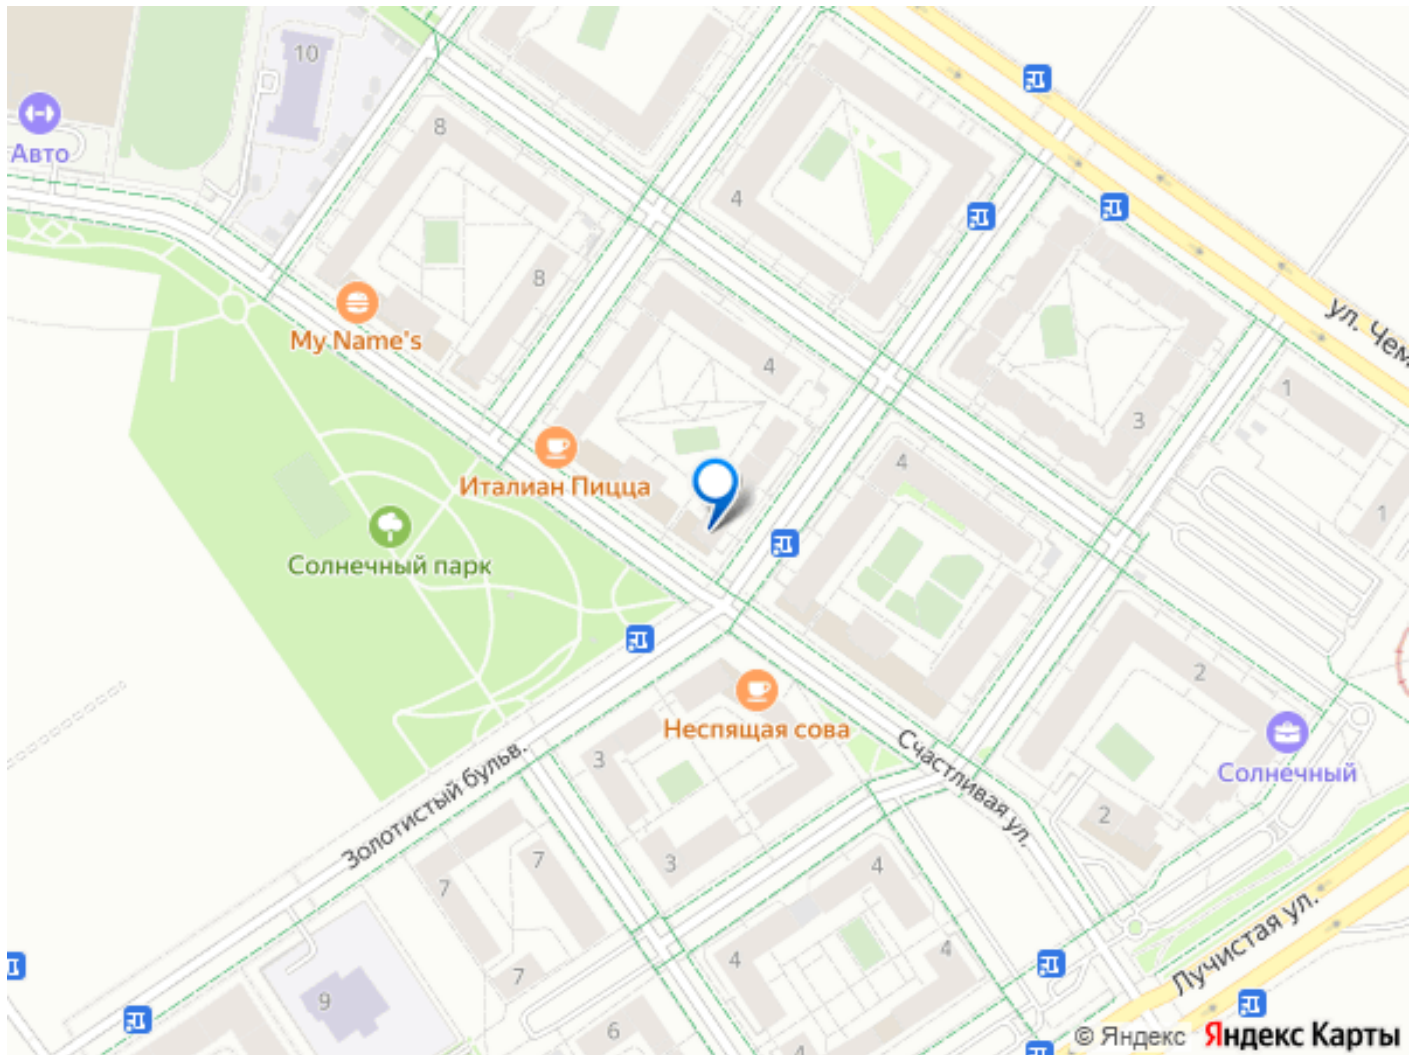 10
Авто
8
My Name's
8
4
ул. Чем
4
1
3
Италиан Пицца
4
1
Солнечный парк
2
Неспящая сова
Счастливая ул.
Солнечный
3
2
Золотистый бульв.
7
7
3
4
Лучистая ул.
4
4
7
9
6
4
© Яндекс Яндекс Карты